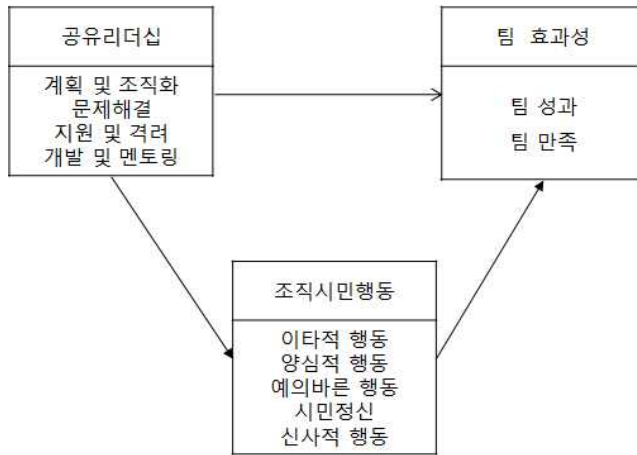 공유리더십
계획 및 조직화
문제해결
지원 및 격려
개발 및 멘토링
팀 효과성
팀 성과
팀 만족
조직시민행동
이타적 행동
양심적 행동
예의바른 행동
시민정신
신사적 행동